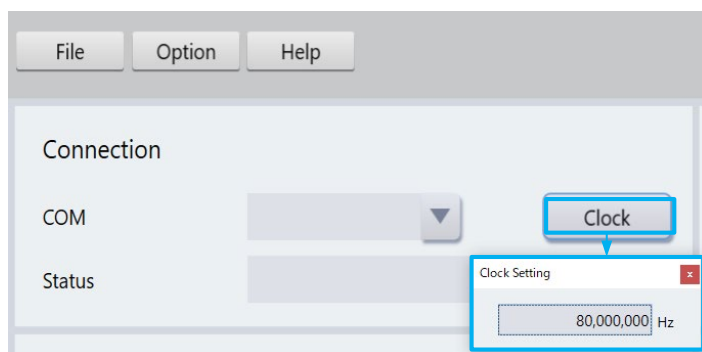 File Option Help
Connection
COM Clock
Status
Clock Setting x
80,000,000 Hz